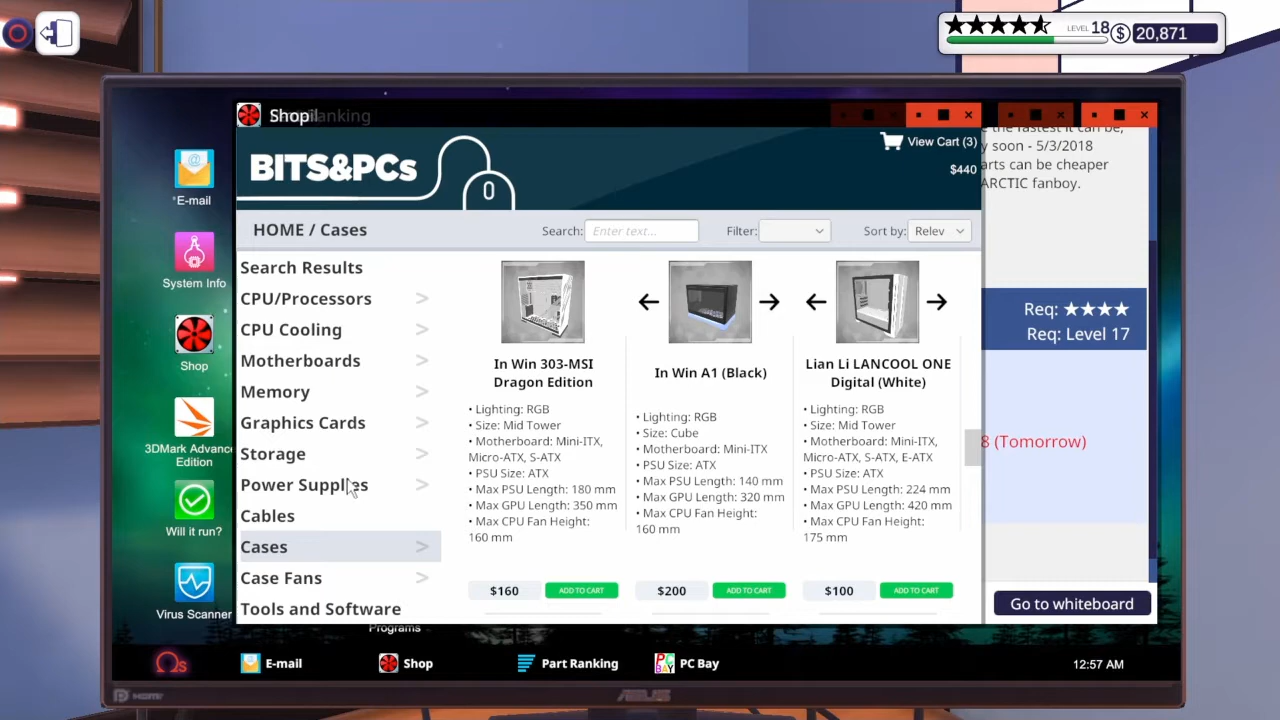 LEVEL 18 $ 20,871
Shop
BITS&PCs
View Cart (3)
$440
HOME / Cases
Search: Enter text...
Filter:
Sort by: Relev
Search Results
CPU/Processors >
CPU Cooling >
Motherboards >
Memory >
Graphics Cards >
Storage >
Power Supplies >
Cables
Cases >
Case Fans >
Tools and Software
In Win 303-MSI
Dragon Edition
• Lighting: RGB
• Size: Mid Tower
• Motherboard: Mini-ITX,
Micro-ATX, S-ATX
• PSU Size: ATX
• Max PSU Length: 180 mm
• Max GPU Length: 350 mm
• Max CPU Fan Height:
160 mm
$160 ADD TO CART
In Win A1 (Black)
• Lighting: RGB
• Size: Cube
• Motherboard: Mini-ITX
• PSU Size: ATX
• Max PSU Length: 140 mm
• Max GPU Length: 320 mm
• Max CPU Fan Height:
160 mm
$200 ADD TO CART
Lian Li LANCOOL ONE
Digital (White)
• Lighting: RGB
• Size: Mid Tower
• Motherboard: Mini-ITX,
Micro-ATX, S-ATX, E-ATX
• PSU Size: ATX
• Max PSU Length: 224 mm
• Max GPU Length: 420 mm
• Max CPU Fan Height:
175 mm
$100 ADD TO CART
the fastest it can be,
y soon - 5/3/2018
arts can be cheaper
ARCTIC fanboy.
Req: ★★★★
Req: Level 17
8 (Tomorrow)
Go to whiteboard
E-mail
System Info
Shop
3DMark Advance
Edition
Will it run?
Virus Scanner
Programs
E-mail
Shop
Part Ranking
PC BAY
PC Bay
12:57 AM
HDMI
ASUS